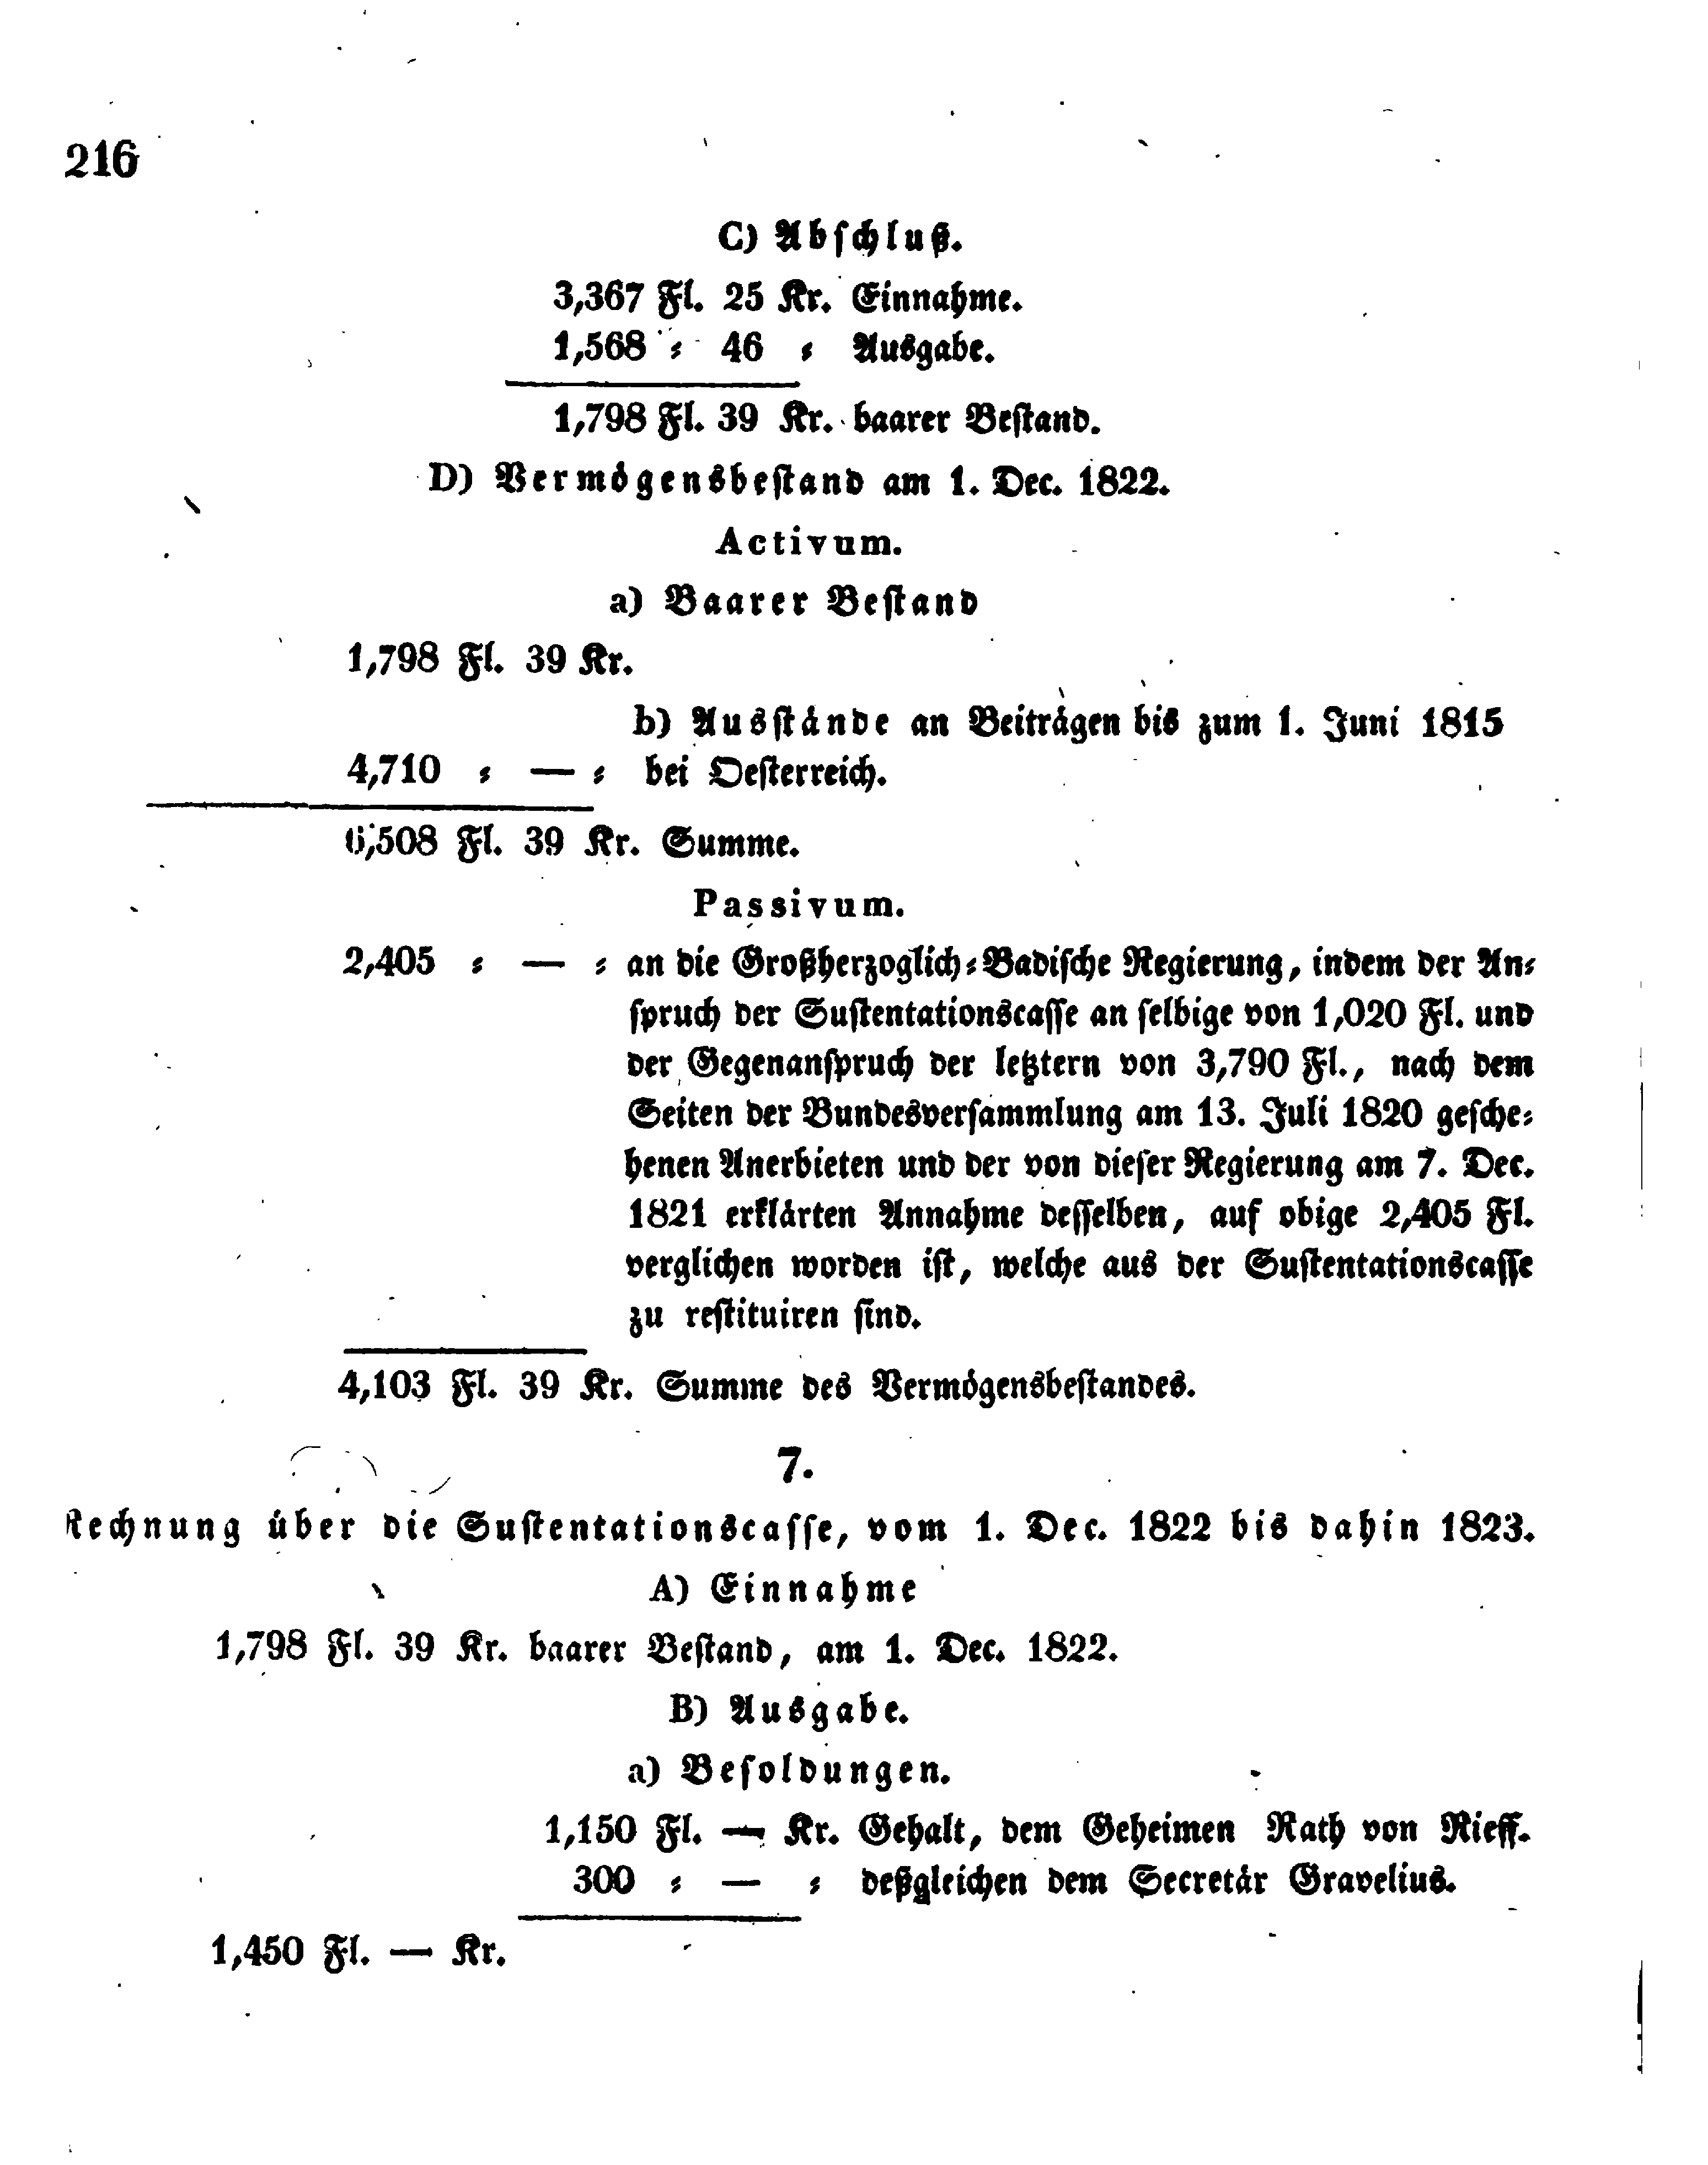 216
C) Abſchluß.
3,367 Fl. 25 Kr. Einnahme.
1,568 ⸗ 46 ⸗ Ausgabe.
1,798 Fl. 39 Kr. baarer Beſtand.
D) Vermögensbeſtand am 1. Dec. 1822.
Activum.
a) Baarer Beſtand
1,798 Fl. 39 Kr.
b) Ausſtände an Beiträgen bis zum 1. Juni 1815
4,710 ⸗ — ⸗ bei Oeſterreich.
6,508 Fl. 39 Kr. Summe.
Passivum.
2,405 ⸗ — ⸗ an die Großherzoglich⸗Badiſche Regierung, indem der An⸗
ſpruch der Suſtentationscaſſe an ſelbige von 1,020 Fl. und
der Gegenanſpruch der letztern von 3,790 Fl., nach dem
Seiten der Bundesverſammlung am 13. Juli 1820 geſche⸗
henen Anerbieten und der von dieſer Regierung am 7. Dec.
1821 erklärten Annahme deſſelben, auf obige 2,405 Fl.
verglichen worden iſt, welche aus der Suſtentationscaſſe
zu reſtituiren ſind.
4,103 Fl. 39 Kr. Summe des Vermögensbeſtandes.
7.
Rechnung über die Suſtentationscaſſe, vom 1. Dec. 1822 bis dahin 1823.
A) Einnahme
1,798 Fl. 39 Kr. baarer Beſtand, am 1. Dec. 1822.
B) Ausgabe.
a) Beſoldungen.
1,150 Fl. — Kr. Gehalt, dem Geheimen Rath von Rieff.
300 ⸗ — ⸗ deßgleichen dem Secretär Gravelius.
1,450 Fl. — Kr.